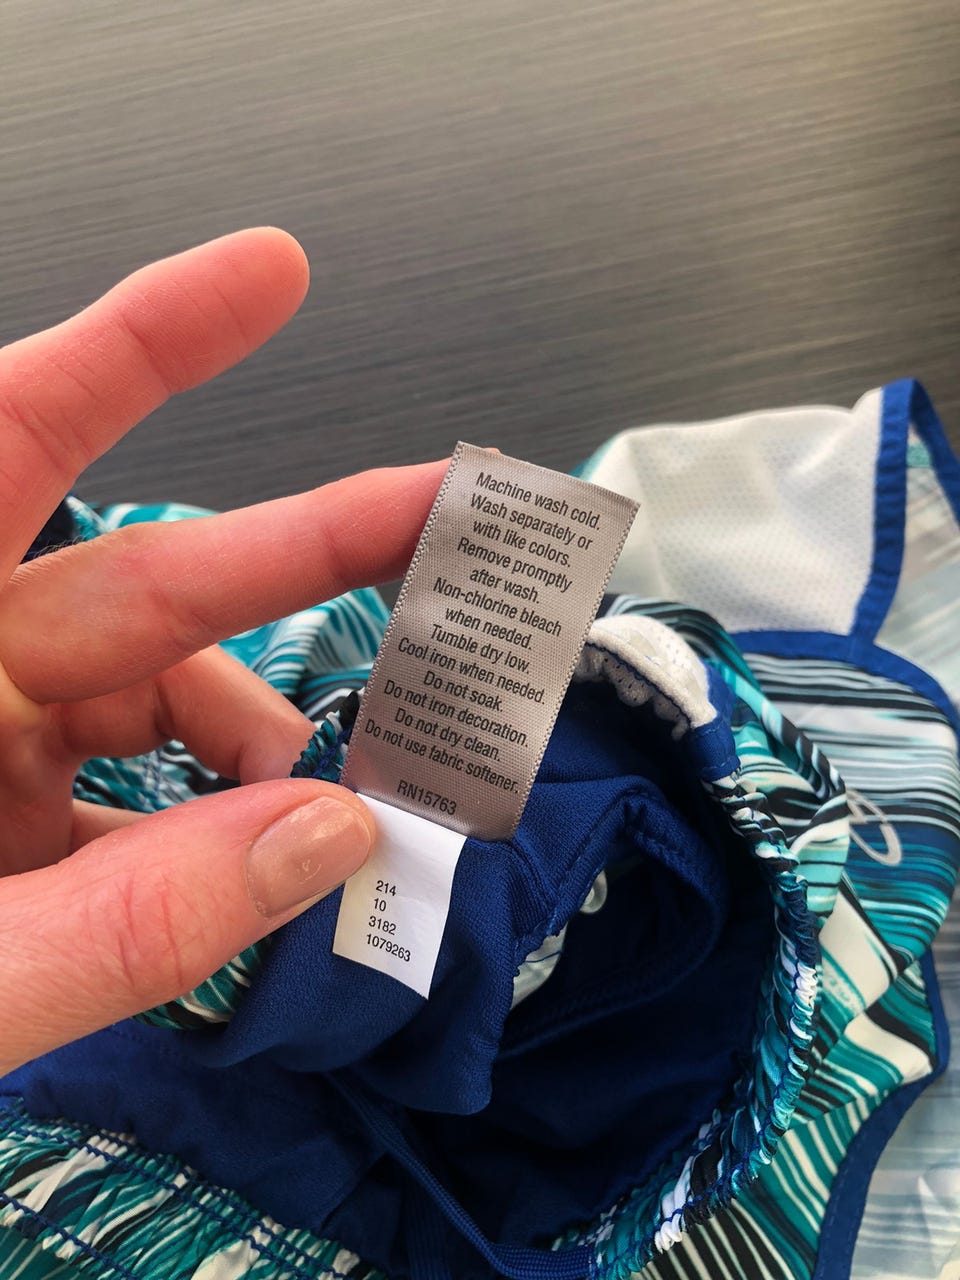 Machine wash cold.
Wash separately or
with like colors.
Remove promptly
after wash.
Non-chlorine bleach
when needed.
Tumble dry low.
Cool iron when needed.
Do not soak.
Do not iron decoration.
Do not dry clean.
Do not use fabric softener.
RN15763
214
10
3182
1079263